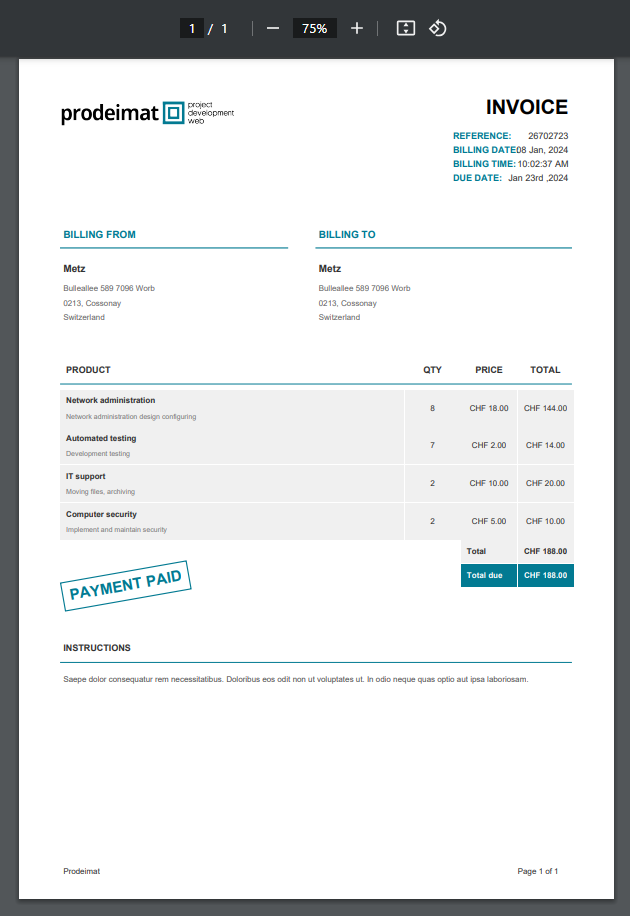 1 / 1 75%
prodeimat project
development
web
INVOICE
REFERENCE: 26702723
BILLING DATE08 Jan, 2024
BILLING TIME: 10:02:37 AM
DUE DATE: Jan 23rd ,2024
BILLING FROM
Metz
Bulleallee 589 7096 Worb
0213, Cossonay
Switzerland
BILLING TO
Metz
Bulleallee 589 7096 Worb
0213, Cossonay
Switzerland
PRODUCT QTY PRICE TOTAL
Network administration
Network administration design configuring
8 CHF 18.00 CHF 144.00
Automated testing
Development testing
7 CHF 2.00 CHF 14.00
IT support
Moving files, archiving
2 CHF 10.00 CHF 20.00
Computer security
Implement and maintain security
2 CHF 5.00 CHF 10.00
Total CHF 188.00
Total due CHF 188.00
PAYMENT PAID
INSTRUCTIONS
Saepe dolor consequatur rem necessitatibus. Doloribus eos odit non ut voluptates ut. In odio neque quas optio aut ipsa laboriosam.
Prodeimat Page 1 of 1